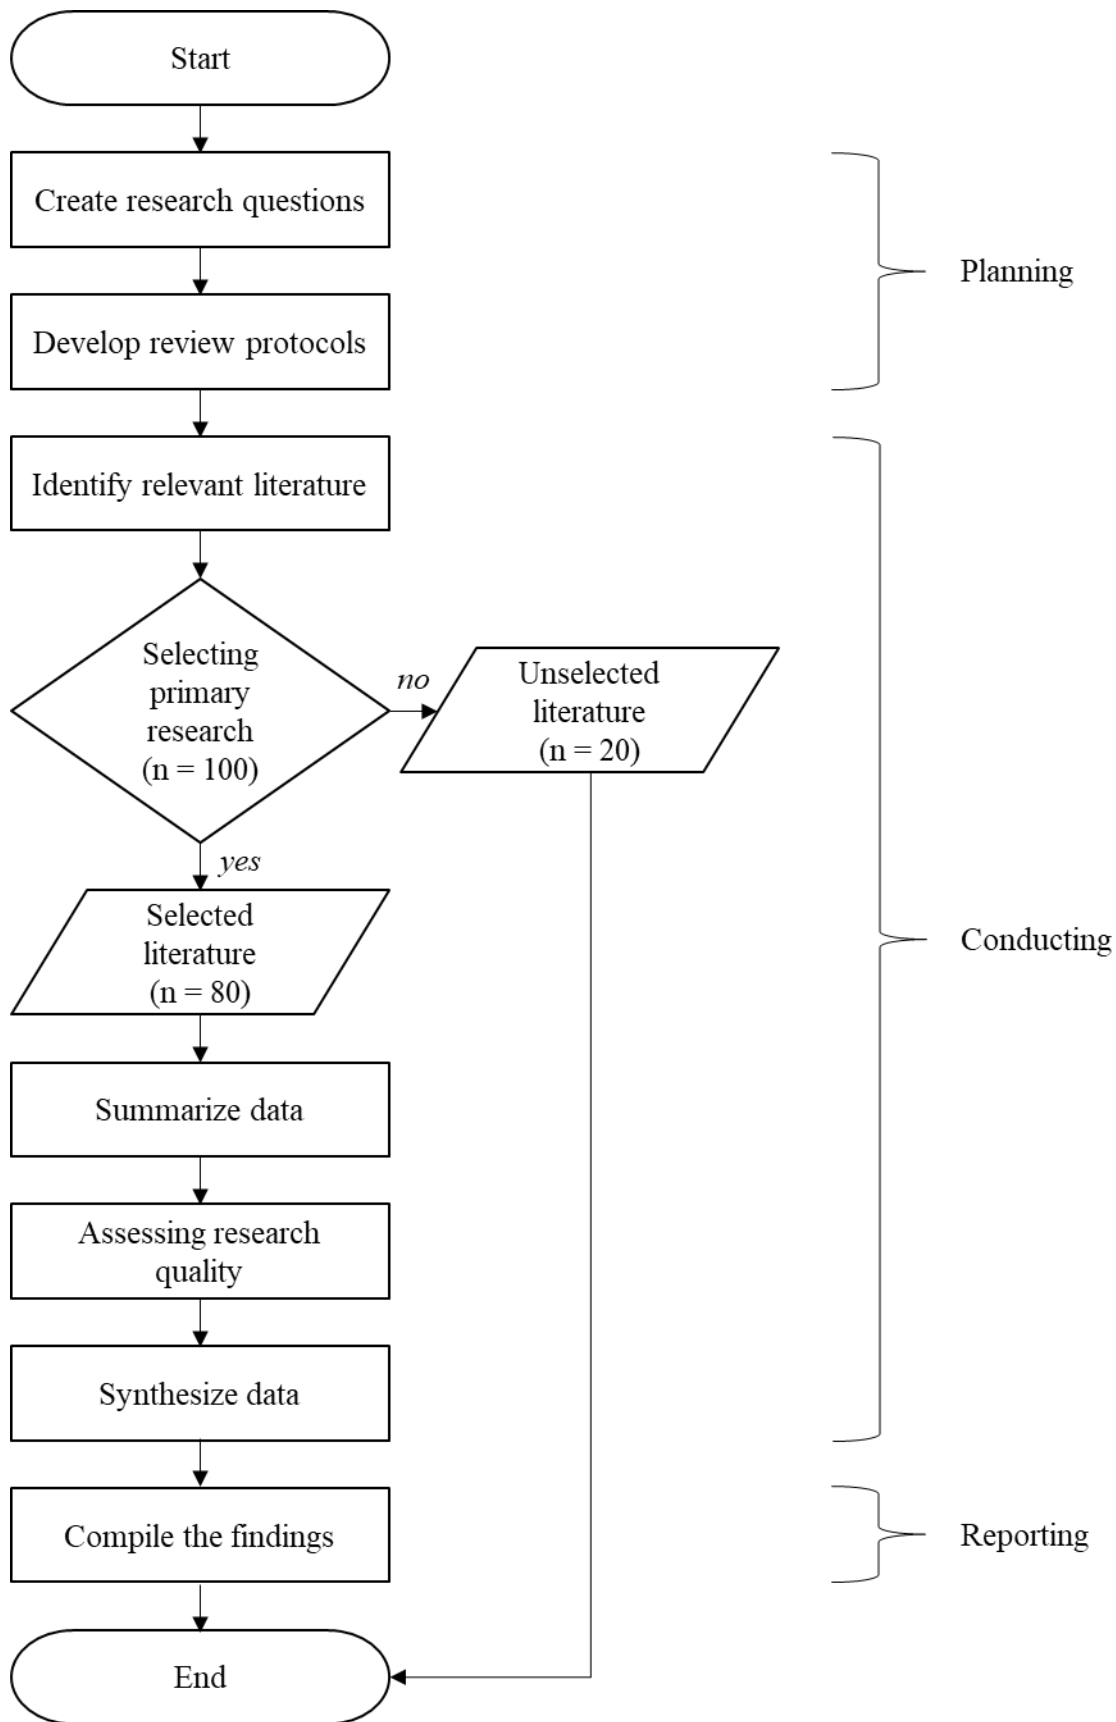 Start
Create research questions
Develop review protocols
Planning
Identify relevant literature
Selecting
primary
research
(n = 100)
no
Unselected
literature
(n = 20)
yes
Selected
literature
(n = 80)
Conducting
Summarize data
Assessing research
quality
Synthesize data
Compile the findings
Reporting
End